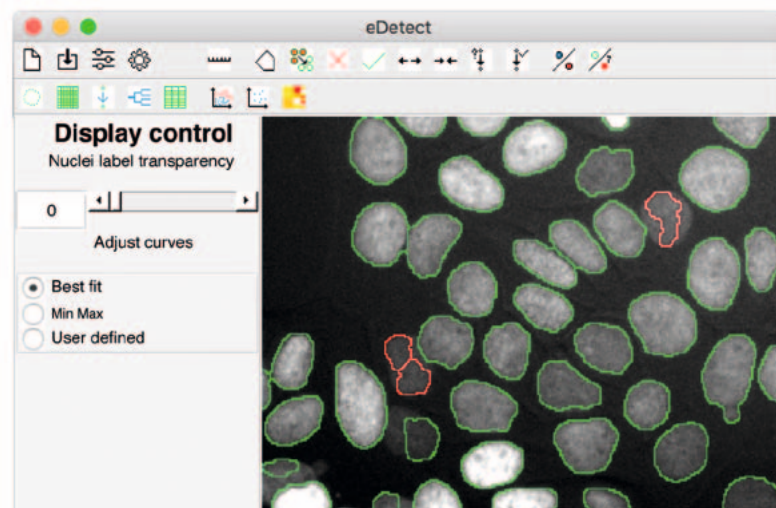 eDetect
Display control
Nuclei label transparency
0
Adjust curves
Best fit
Min Max
User defined